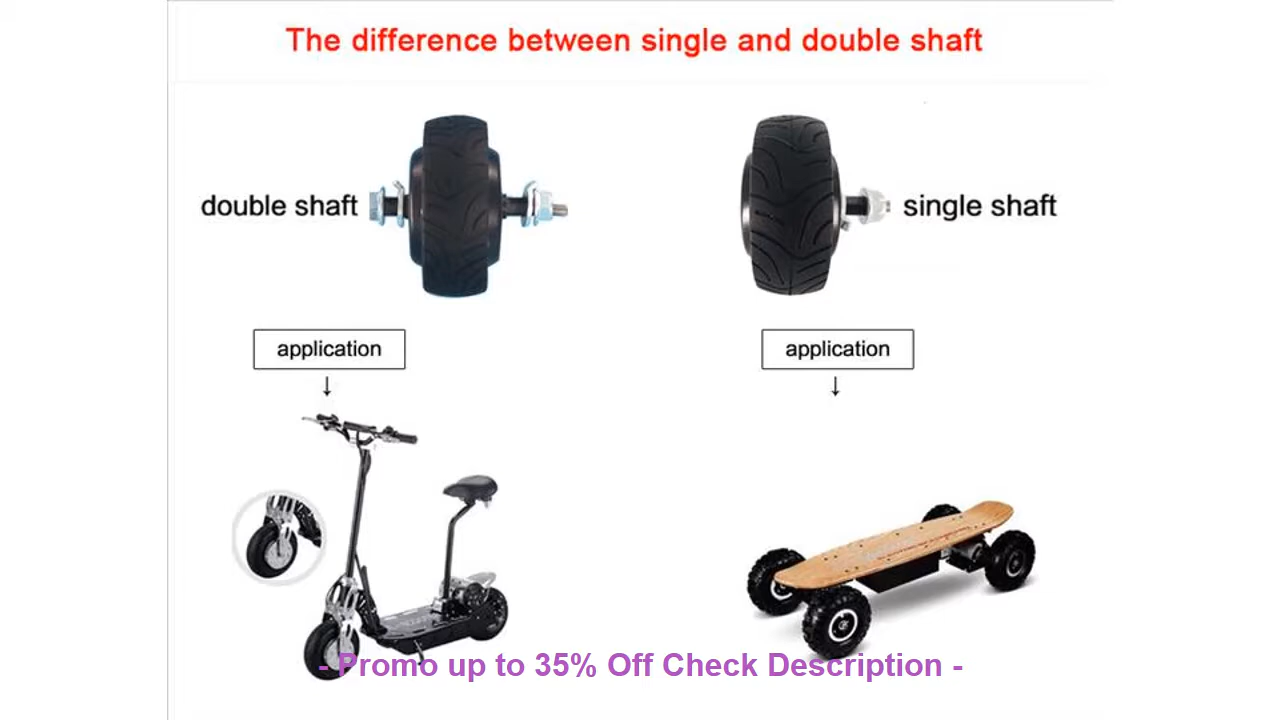 The difference between single and double shaft
double shaft
single shaft
application
application
- Promo up to 35% Off Check Description -